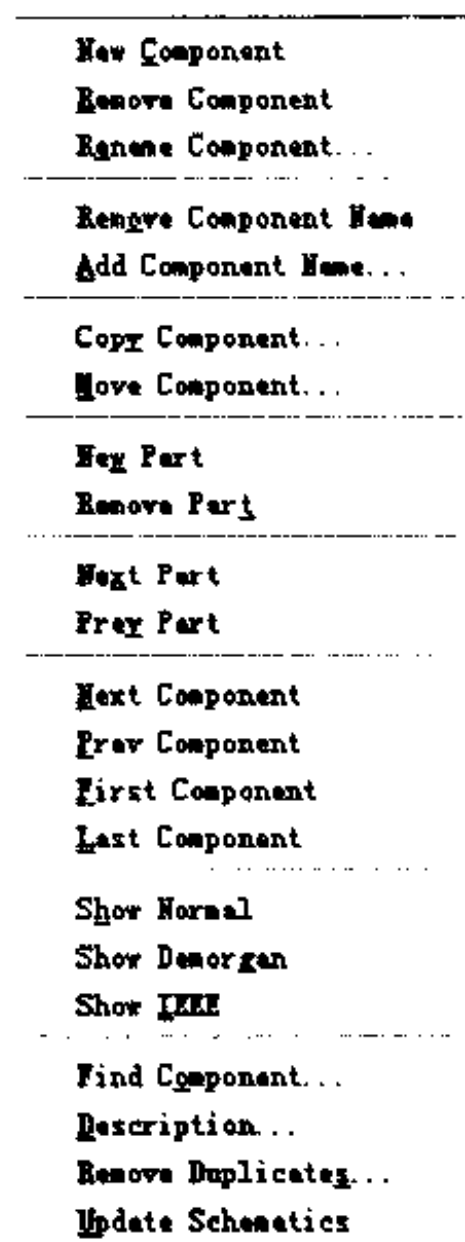 New Component
Remove Component
Rename Component...
Remove Component Name
Add Component Name...
Copy Component...
Move Component...
New Part
Remove Part
Next Part
Prev Part
Next Component
Prev Component
First Component
Last Component
Show Normal
Show Demorgan
Show IEEE
Find Component...
Description...
Remove Duplicates...
Update Schematics